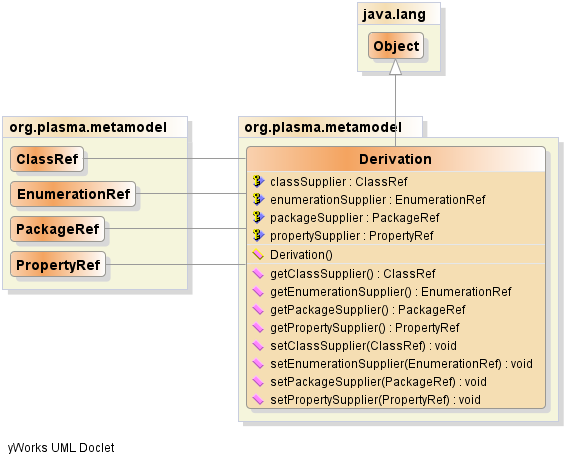 java.lang
Object
org.plasma.metamodel
ClassRef
EnumerationRef
PackageRef
PropertyRef
org.plasma.metamodel
Derivation
classSupplier : ClassRef
enumerationSupplier : EnumerationRef
packageSupplier : PackageRef
propertySupplier : PropertyRef
Derivation()
getClassSupplier() : ClassRef
getEnumerationSupplier() : EnumerationRef
getPackageSupplier() : PackageRef
getPropertySupplier() : PropertyRef
setClassSupplier(ClassRef) : void
setEnumerationSupplier(EnumerationRef) : void
setPackageSupplier(PackageRef) : void
setPropertySupplier(PropertyRef) : void
yWorks UML Doclet